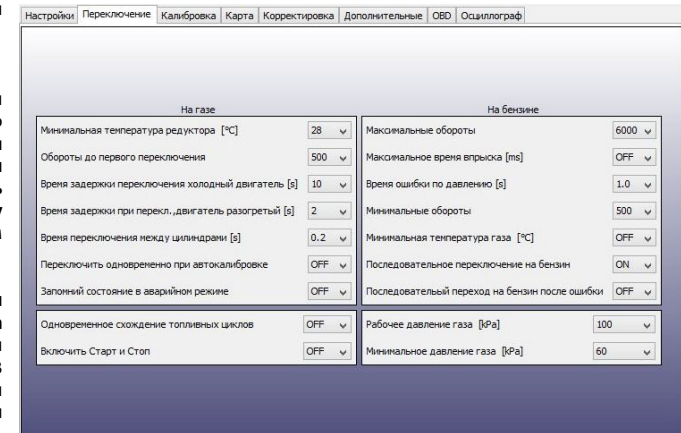 Настройки Переключение Калибровка Карта Корректировка Дополнительные OBD Осциллограф
На газе
Минимальная температура редуктора [°C] 28
Обороты до первого переключения 500
Время задержки переключения холодный двигатель [s] 10
Время задержки при перекл.,двигатель разогретый [s] 2
Время переключения между цилиндрами [s] 0.2
Переключить одновременно при автокалибровке OFF
Запомний состояние в аварийном режиме OFF
Одновременное схождение топливных циклов OFF
Включить Старт и Стоп OFF
На бензине
Максимальные обороты 6000
Максимальное время впрыска [ms] OFF
Время ошибки по давлению [s] 1.0
Минимальные обороты 500
Минимальная температура газа [°C] OFF
Последовательное переключение на бензин ON
Последователый переход на бензин после ошибки OFF
Рабочее давление газа [kPa] 100
Минимальное давление газа [kPa] 60